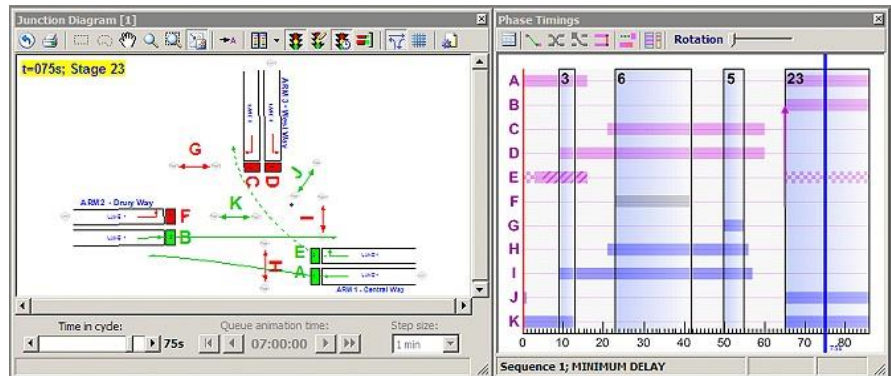 Junction Diagram [1]
t=075s; Stage 23
ARM 3 - West Way
G
C
D
J
K
I
ARM 2 - Drury Way
F
B
E
H
A
ARM 1 - Central Way
Time in cycle:
75s
Queue animation time:
07:00:00
Step size:
1 min
Phase Timings
Rotation
3
6
5
23
A
B
C
D
E
F
G
H
I
J
K
0 10 20 30 40 50 60 70 80
Sequence 1; MINIMUM DELAY